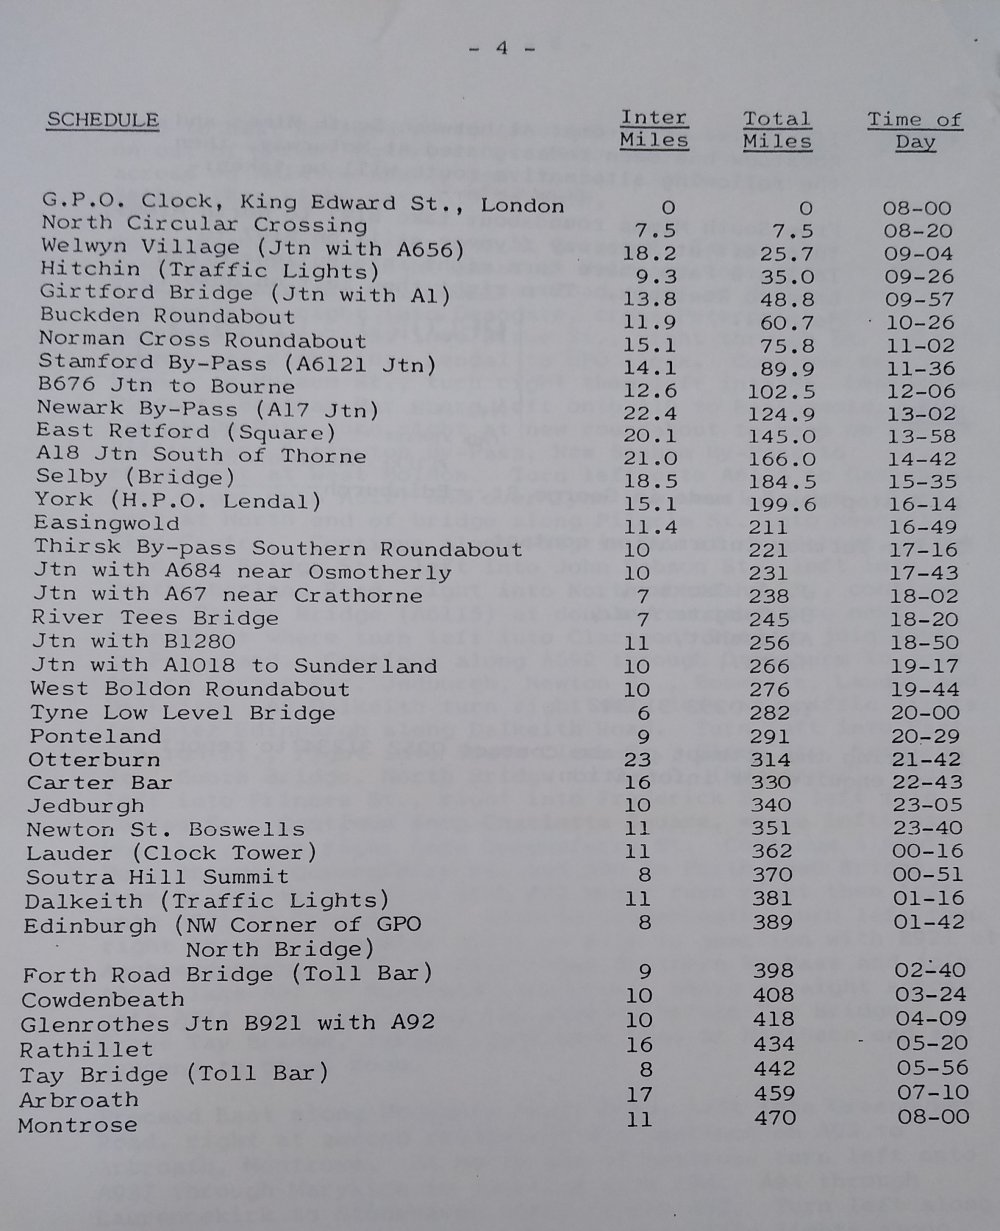 - 4 -
SCHEDULE Inter Miles Total Miles Time of Day
G.P.O. Clock, King Edward St., London 0 0 08-00
North Circular Crossing 7.5 7.5 08-20
Welwyn Village (Jtn with A656) 18.2 25.7 09-04
Hitchin (Traffic Lights) 9.3 35.0 09-26
Girtford Bridge (Jtn with A1) 13.8 48.8 09-57
Buckden Roundabout 11.9 60.7 10-26
Norman Cross Roundabout 15.1 75.8 11-02
Stamford By-Pass (A6121 Jtn) 14.1 89.9 11-36
B676 Jtn to Bourne 12.6 102.5 12-06
Newark By-Pass (A17 Jtn) 22.4 124.9 13-02
East Retford (Square) 20.1 145.0 13-58
A18 Jtn South of Thorne 21.0 166.0 14-42
Selby (Bridge) 18.5 184.5 15-35
York (H.P.O. Lendal) 15.1 199.6 16-14
Easingwold 11.4 211 16-49
Thirsk By-pass Southern Roundabout 10 221 17-16
Jtn with A684 near Osmotherly 10 231 17-43
Jtn with A67 near Crathorne 7 238 18-02
River Tees Bridge 7 245 18-20
Jtn with B1280 11 256 18-50
Jtn with A1018 to Sunderland 10 266 19-17
West Boldon Roundabout 10 276 19-44
Tyne Low Level Bridge 6 282 20-00
Ponteland 9 291 20-29
Otterburn 23 314 21-42
Carter Bar 16 330 22-43
Jedburgh 10 340 23-05
Newton St. Boswells 11 351 23-40
Lauder (Clock Tower) 11 362 00-16
Soutra Hill Summit 8 370 00-51
Dalkeith (Traffic Lights) 11 381 01-16
Edinburgh (NW Corner of GPO 8 389 01-42
North Bridge)
Forth Road Bridge (Toll Bar) 9 398 02-40
Cowdenbeath 10 408 03-24
Glenrothes Jtn B921 with A92 10 418 04-09
Rathillet 16 434 05-20
Tay Bridge (Toll Bar) 8 442 05-56
Arbroath 17 459 07-10
Montrose 11 470 08-00